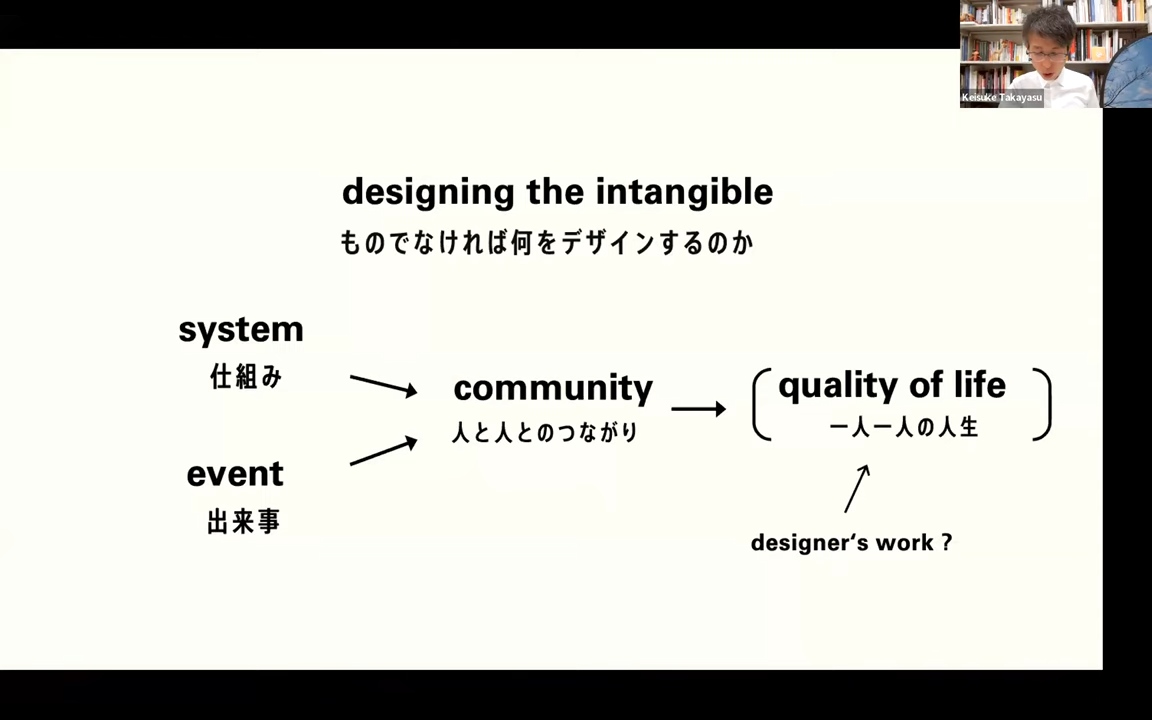 Keisuke Takayasu
designing the intangible
ものでなければ何をデザインするのか
system
仕組み
event
出来事
community
人と人とのつながり
quality of life
一人一人の人生
designer‘s work ?